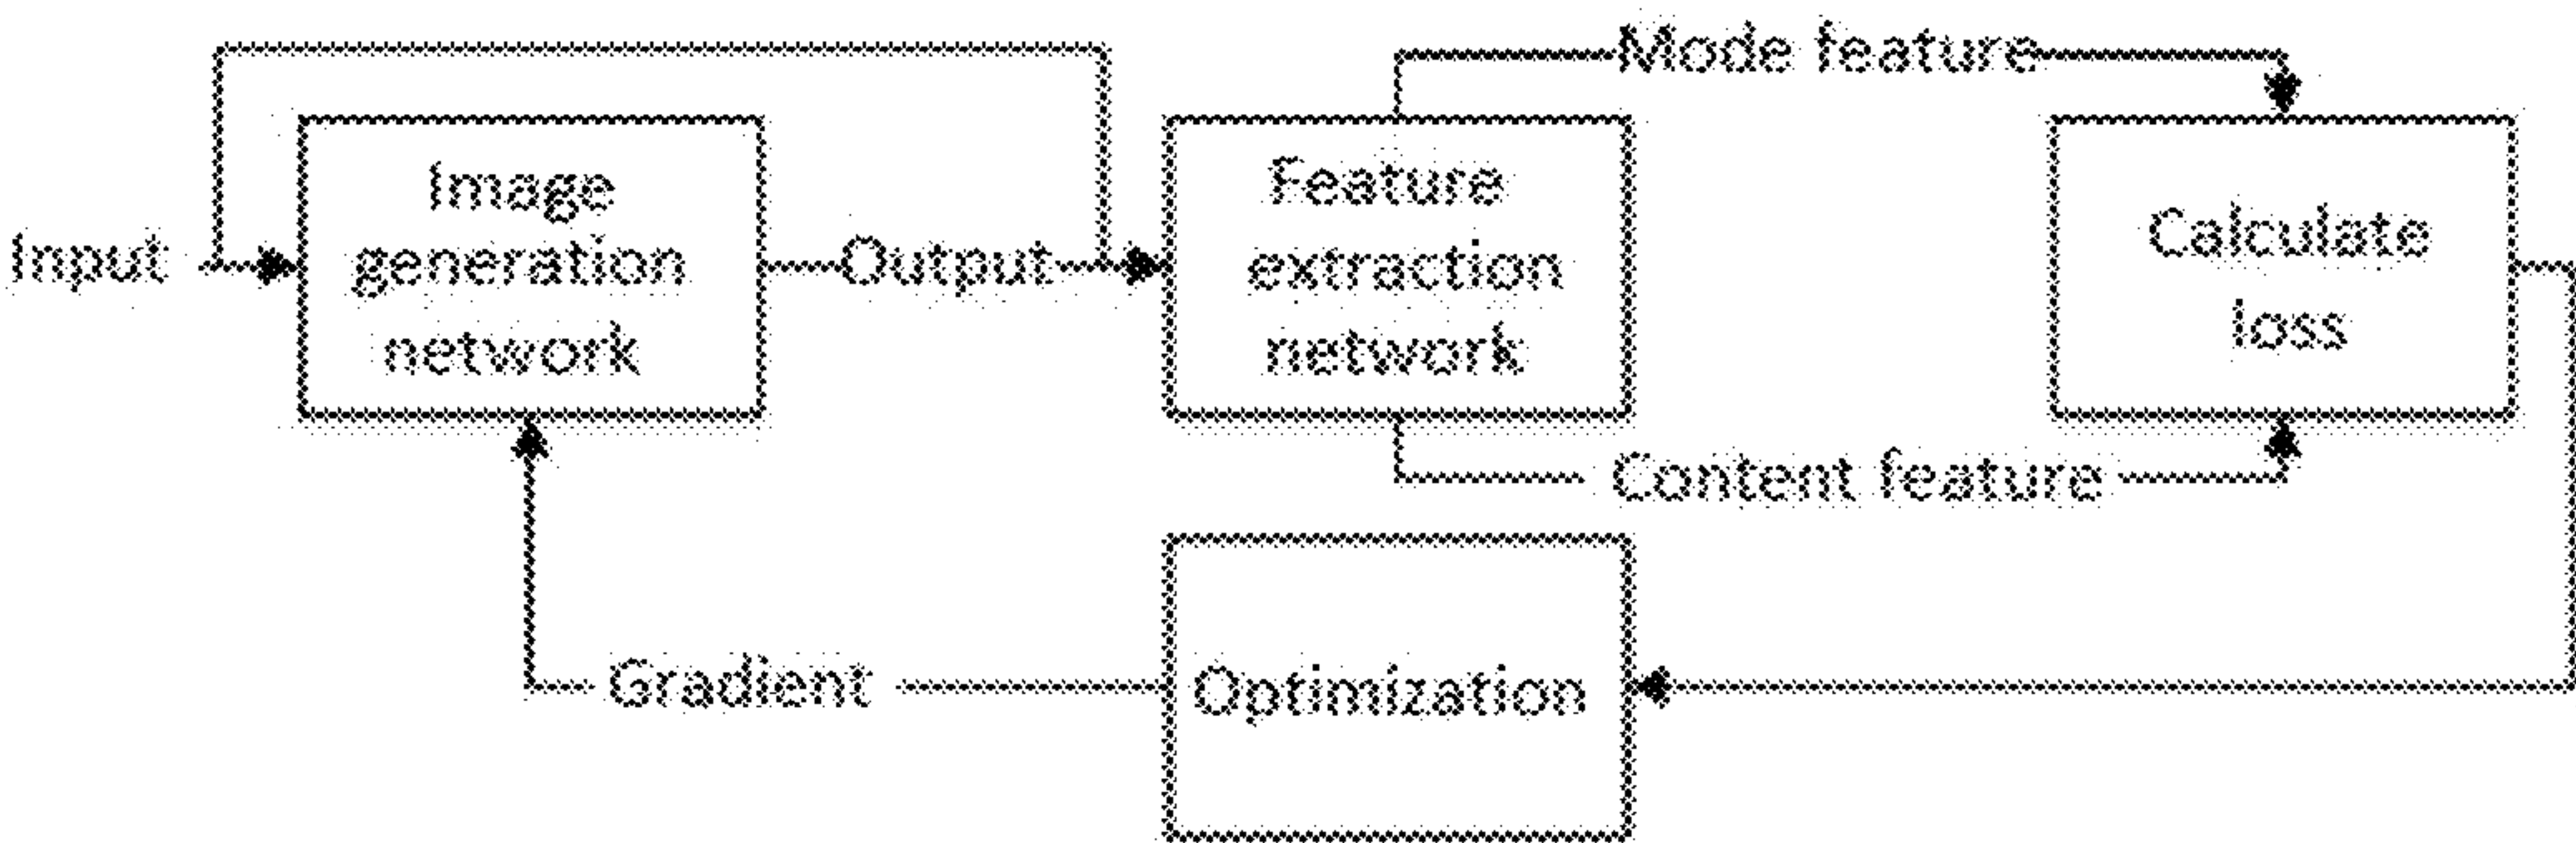 Mode feature
Input
Image
generation
network
Output
Feature
extraction
network
Calculate
loss
Content feature
Gradient
Optimization